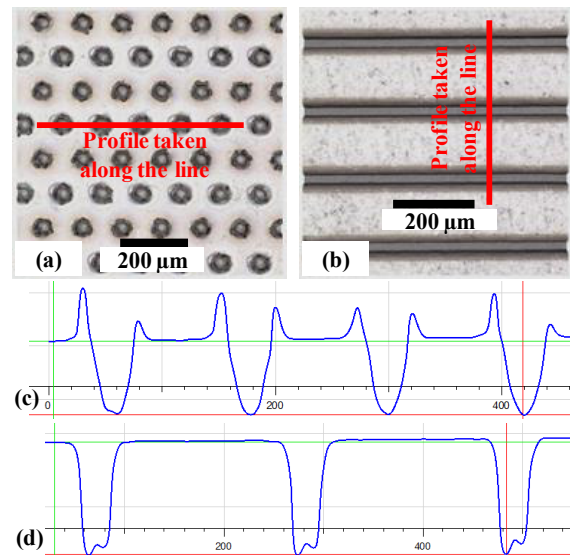 Profile taken
along the line
(a)
200 μm
Profile taken
along the line
200 μm
(b)
(c)
0
200
400
(d)
200
400